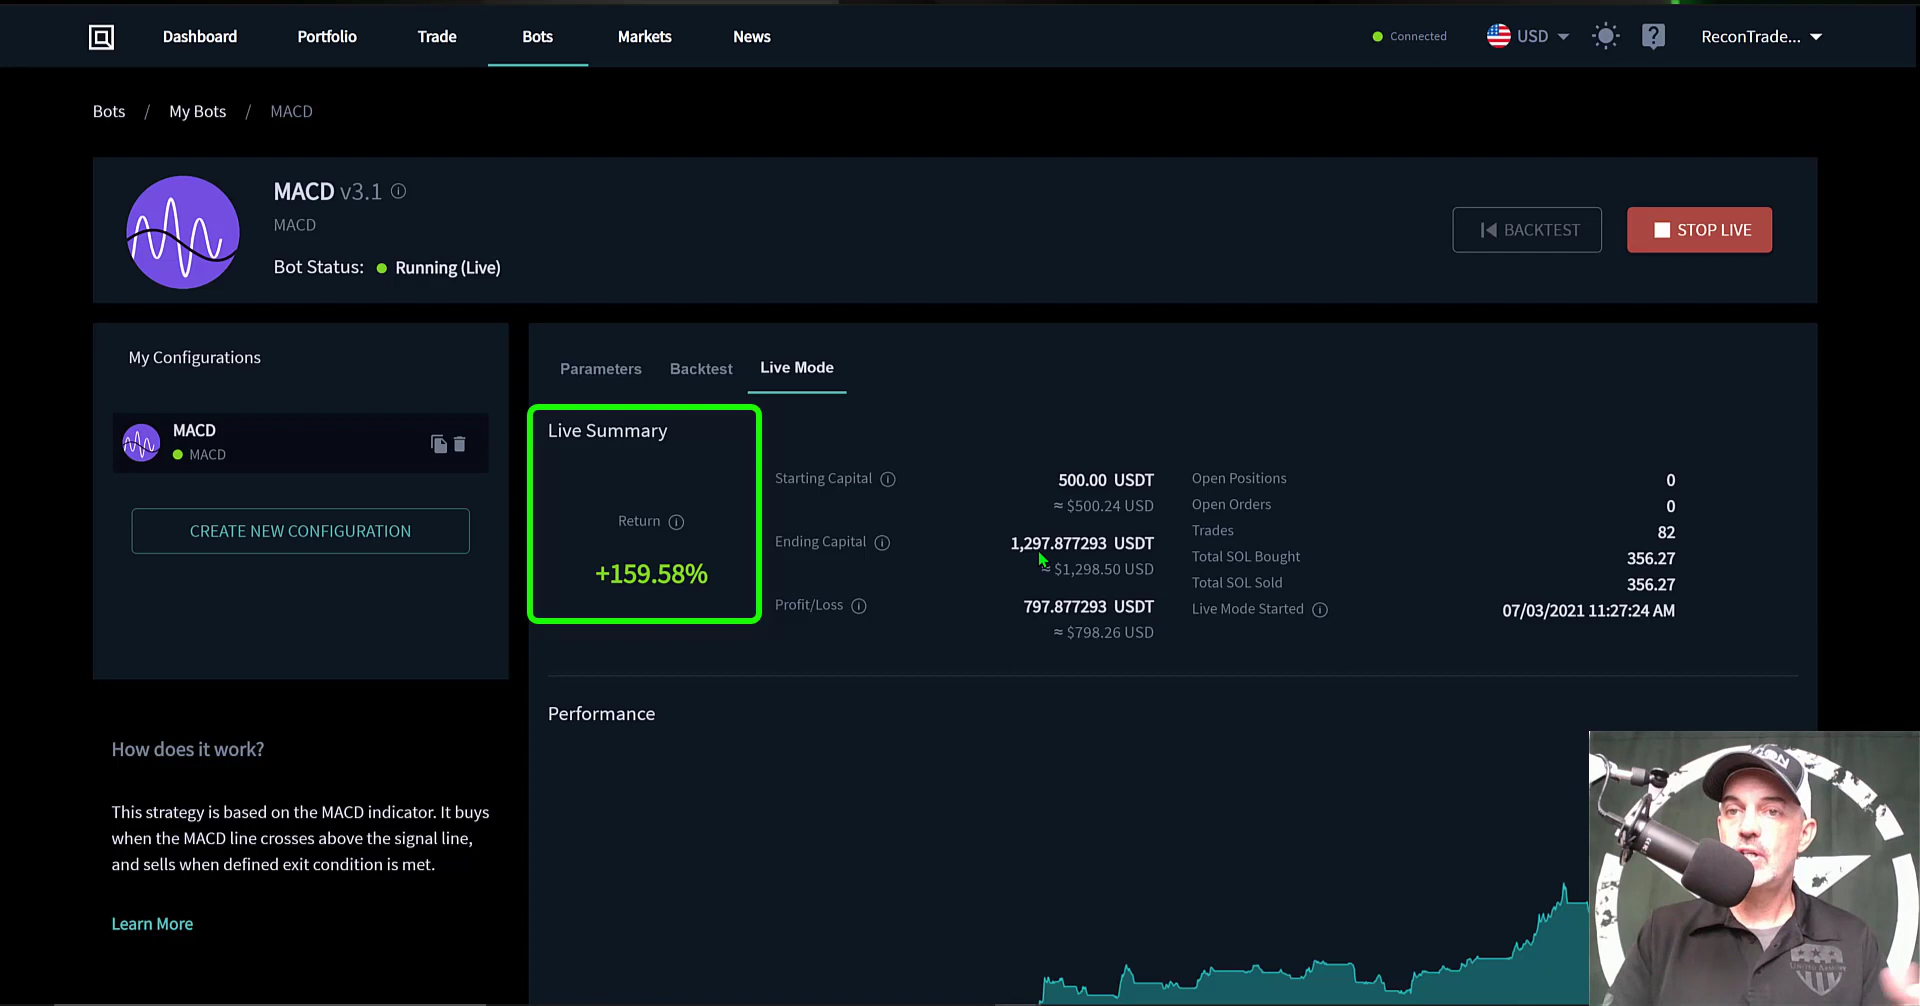 Dashboard
Portfolio
Trade
Bots
Markets
News
Connected
USD
?
ReconTrade...
Bots / My Bots / MACD
MACD v3.1
MACD
Bot Status: Running (Live)
BACKTEST
STOP LIVE
My Configurations
MACD
MACD
CREATE NEW CONFIGURATION
How does it work?
This strategy is based on the MACD indicator. It buys
when the MACD line crosses above the signal line,
and sells when defined exit condition is met.
Learn More
Parameters
Backtest
Live Mode
Live Summary
Return
+159.58%
Starting Capital
500.00 USDT
≈ $500.24 USD
Ending Capital
1,297.877293 USDT
≈ $1,298.50 USD
Profit/Loss
797.877293 USDT
≈ $798.26 USD
Open Positions 0
Open Orders 0
Trades 82
Total SOL Bought 356.27
Total SOL Sold 356.27
Live Mode Started 07/03/2021 11:27:24 AM
Performance